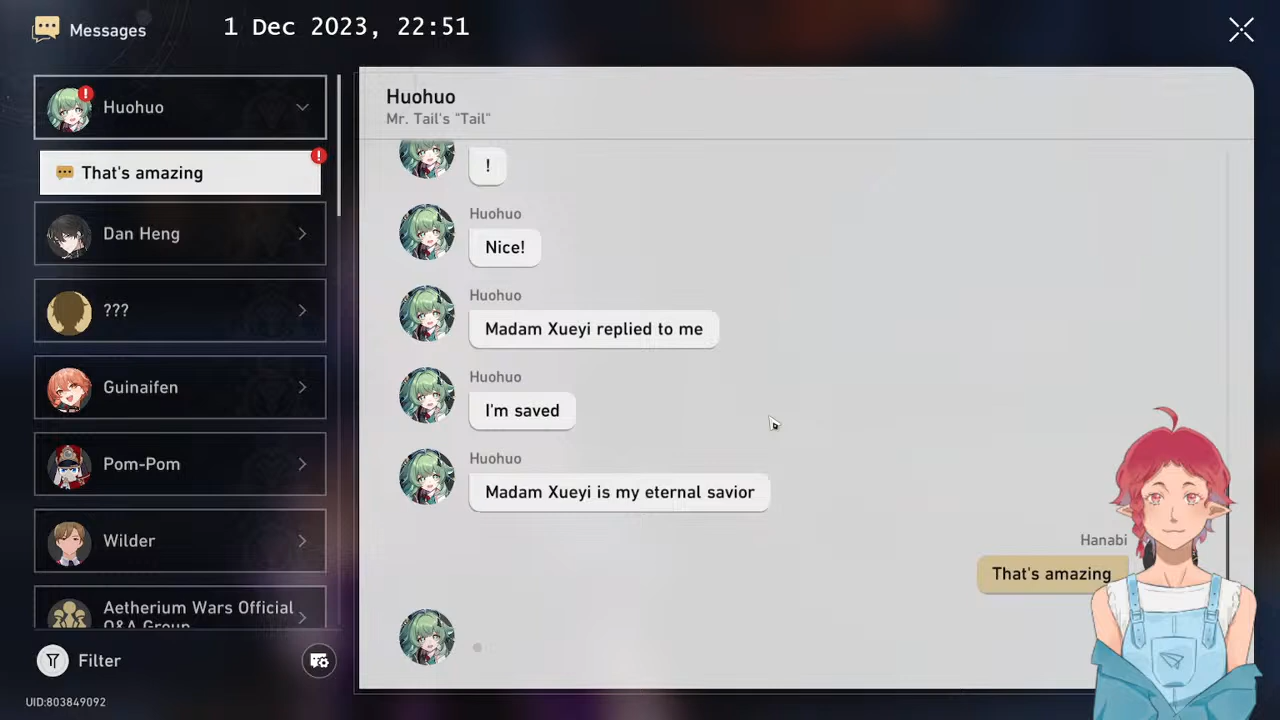 Messages
1 Dec 2023, 22:51
Huohuo
That's amazing
Dan Heng
???
Guinaifen
Pom-Pom
Wilder
Aetherium Wars Official
Q&A Group
Filter
UID:803849092
Huohuo
Mr. Tail's "Tail"
!
Huohuo
Nice!
Huohuo
Madam Xueyi replied to me
Huohuo
I'm saved
Huohuo
Madam Xueyi is my eternal savior
Hanabi
That's amazing